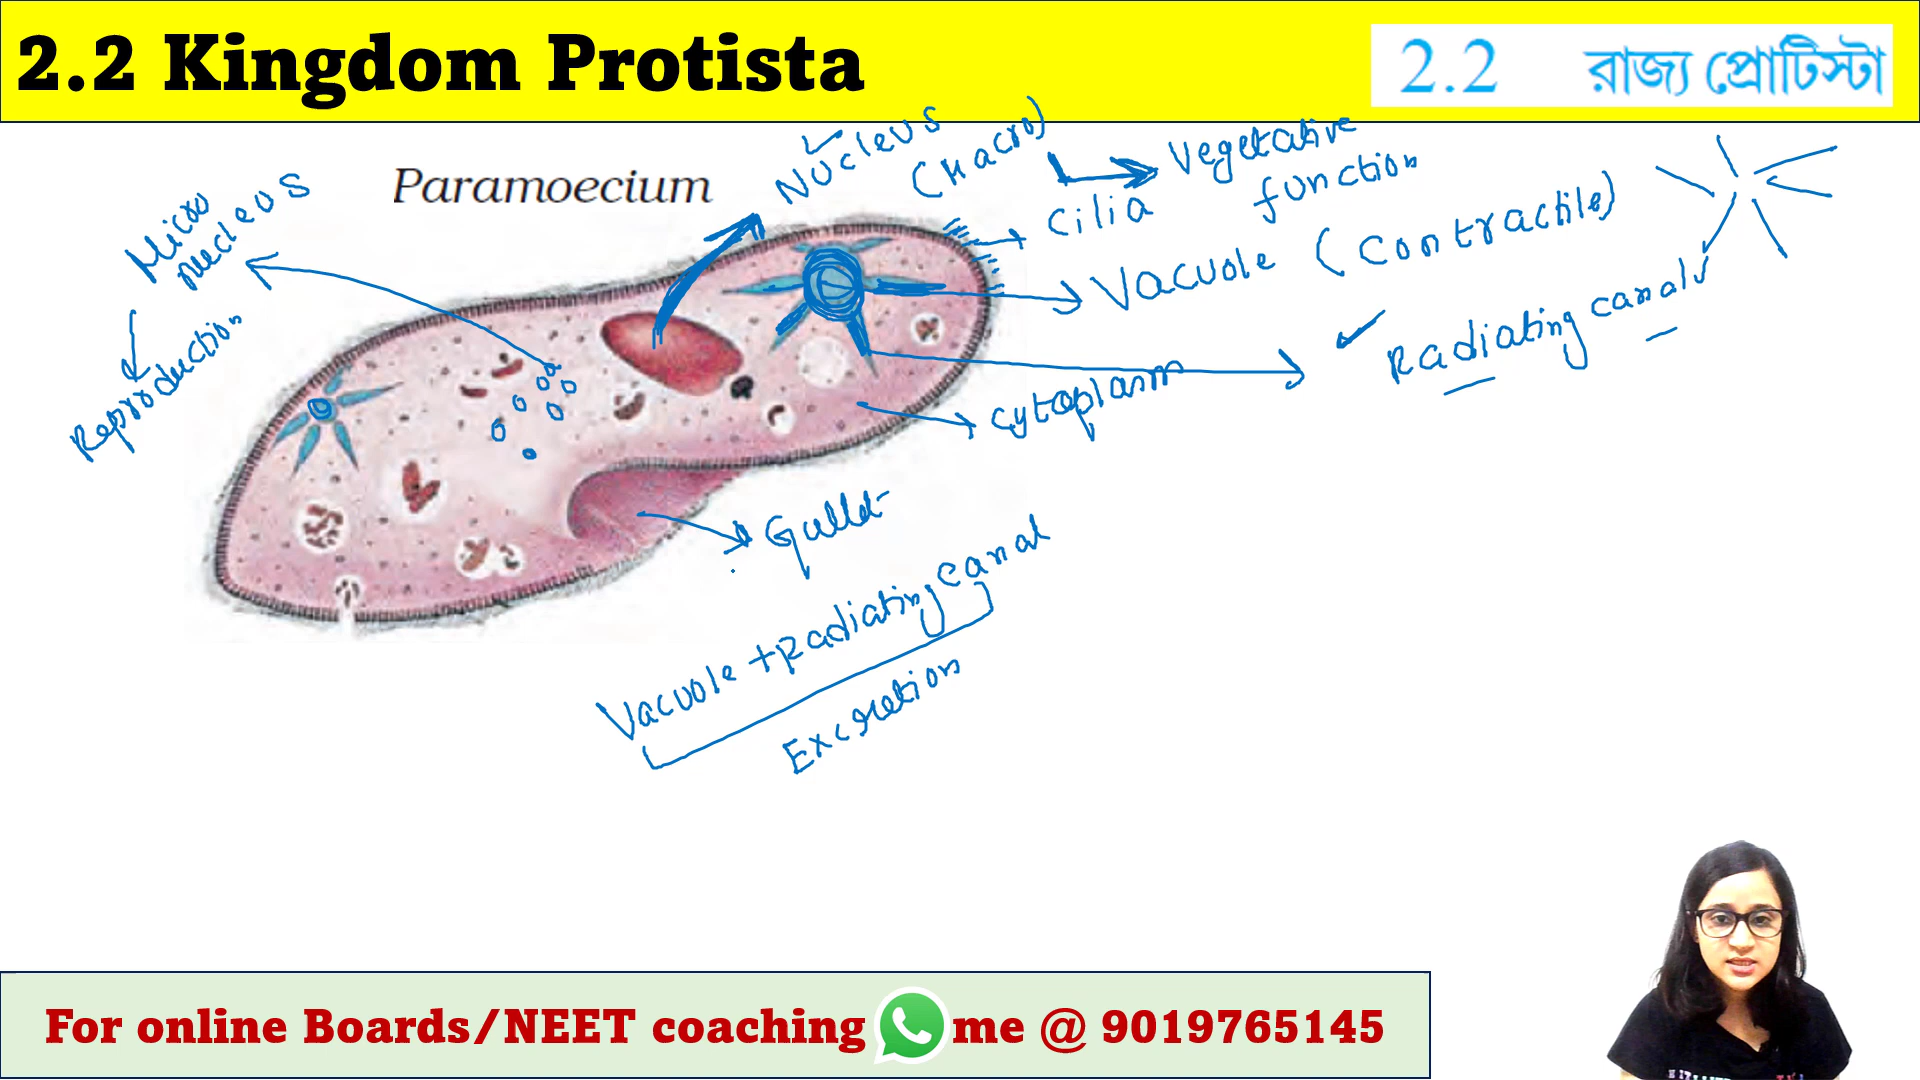 2.2 Kingdom Protista
2.2 রাজ্য প্রোটিস্টা
Paramoecium
Nucleus
(Macro)
Vegetative
function
Cilia
Vacuole (Contractile)
Radiating canals
Cytoplasm
Micro
nucleus
Reproduction
Gullet
Vacuole + Radiating canal
Excretion
For online Boards/NEET coaching me @ 9019765145